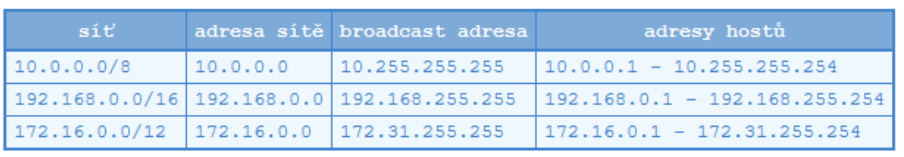 síť adresa sítě broadcast adresa adresy hostů
10.0.0.0/8 10.0.0.0 10.255.255.255 10.0.0.1 – 10.255.255.254
192.168.0.0/16 192.168.0.0 192.168.255.255 192.168.0.1 – 192.168.255.254
172.16.0.0/12 172.16.0.0 172.31.255.255 172.16.0.1 – 172.31.255.254